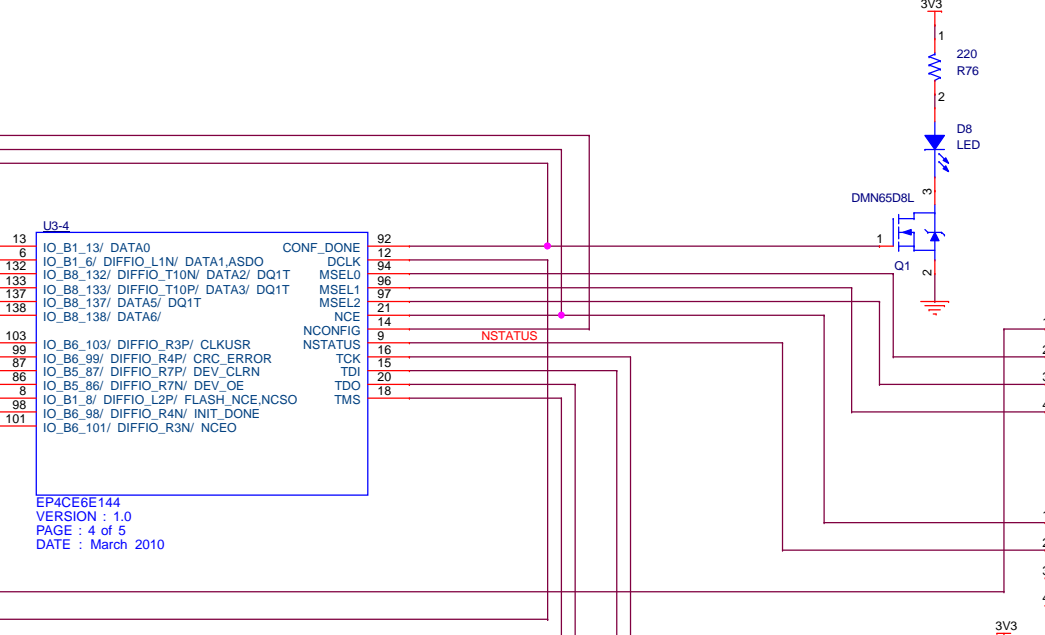 3V3
1
220
R76
2
D8
LED
3
DMN65D8L
1
Q1
2
U3-4
13 IO_B1_13/ DATA0 CONF_DONE 92
6 IO_B1_6/ DIFFIO_L1N/ DATA1,ASDO DCLK 12
132 IO_B8_132/ DIFFIO_T10N/ DATA2/ DQ1T MSEL0 94
133 IO_B8_133/ DIFFIO_T10P/ DATA3/ DQ1T MSEL1 96
137 IO_B8_137/ DATA5/ DQ1T MSEL2 97
138 IO_B8_138/ DATA6/ NCE 21
NCONFIG 14
103 IO_B6_103/ DIFFIO_R3P/ CLKUSR NSTATUS 9 NSTATUS
99 IO_B6_99/ DIFFIO_R4P/ CRC_ERROR TCK 16
87 IO_B5_87/ DIFFIO_R7P/ DEV_CLRN TDI 15
86 IO_B5_86/ DIFFIO_R7N/ DEV_OE TDO 20
8 IO_B1_8/ DIFFIO_L2P/ FLASH_NCE,NCSO TMS 18
98 IO_B6_98/ DIFFIO_R4N/ INIT_DONE
101 IO_B6_101/ DIFFIO_R3N/ NCEO
EP4CE6E144
VERSION : 1.0
PAGE : 4 of 5
DATE : March 2010
3V3